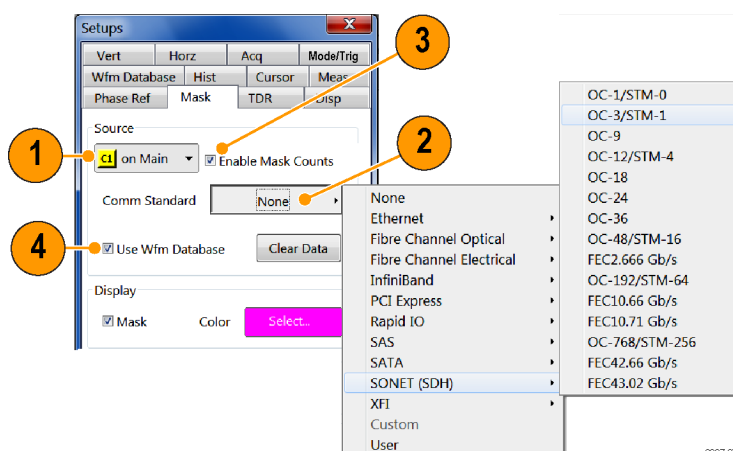 Setups
X
3
Vert Horz Acq Mode/Trig
Wfm Database Hist Cursor Meas
Phase Ref Mask TDR Disp
Source
1
C1 on Main
Enable Mask Counts
2
Comm Standard None
4
Use Wfm Database Clear Data
Display
Mask Color Select...
None
Ethernet
Fibre Channel Optical
Fibre Channel Electrical
InfiniBand
PCI Express
Rapid IO
SAS
SATA
SONET (SDH)
XFI
Custom
User
OC-1/STM-0
OC-3/STM-1
OC-9
OC-12/STM-4
OC-18
OC-24
OC-36
OC-48/STM-16
FEC2.666 Gb/s
OC-192/STM-64
FEC10.66 Gb/s
FEC10.71 Gb/s
OC-768/STM-256
FEC42.66 Gb/s
FEC43.02 Gb/s